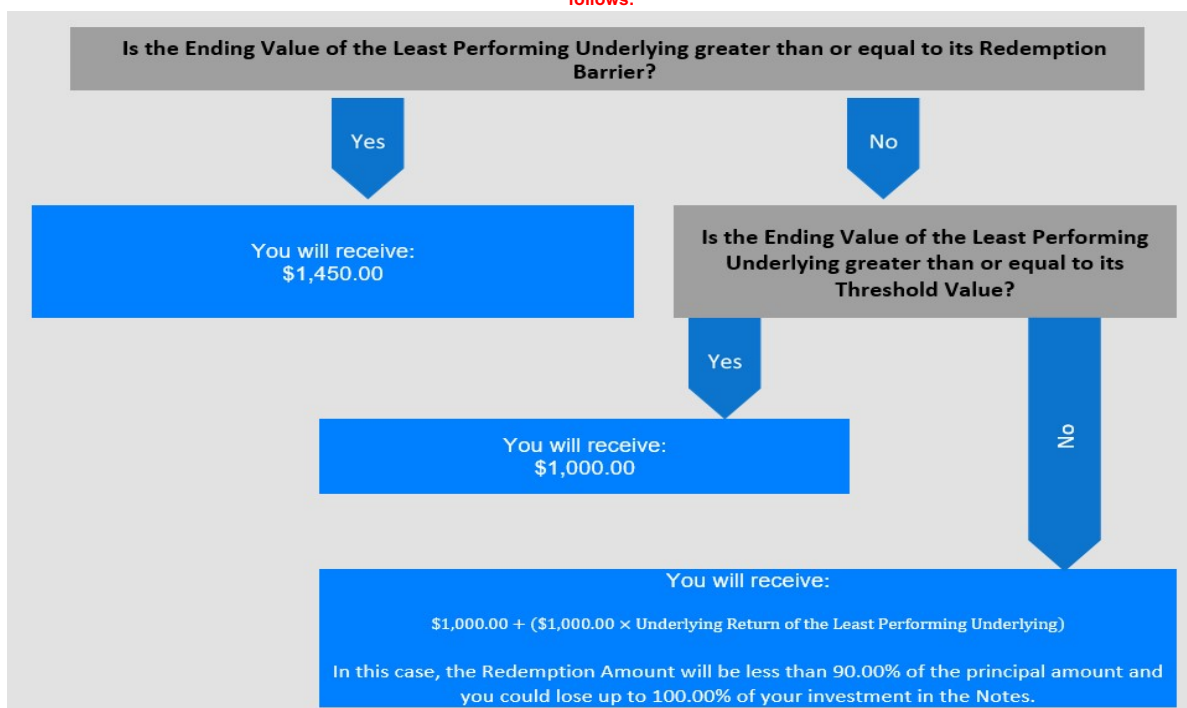 follows:
Is the Ending Value of the Least Performing Underlying greater than or equal to its Redemption
Barrier?
Yes
No
You will receive:
$1,450.00
Is the Ending Value of the Least Performing
Underlying greater than or equal to its
Threshold Value?
Yes
No
You will receive:
$1,000.00
You will receive:
$1,000.00 + ($1,000.00 × Underlying Return of the Least Performing Underlying)
In this case, the Redemption Amount will be less than 90.00% of the principal amount and
you could lose up to 100.00% of your investment in the Notes.